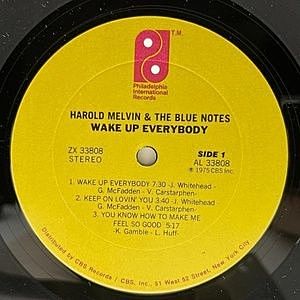 T.M.
Philadelphia
International
Records
HAROLD MELVIN & THE BLUE NOTES
WAKE UP EVERYBODY
ZX 33808
STEREO
SIDE 1
AL 33808
℗ 1975 CBS Inc.
1. WAKE UP EVERYBODY 7:30 -J. Whitehead -
G. McFadden - V. Carstarphen-
2. KEEP ON LOVIN' YOU 3:40 -J. Whitehead -
G. McFadden - V. Carstarphen-
3. YOU KNOW HOW TO MAKE ME
FEEL SO GOOD 5:17
-K. Gamble - L. Huff-
Distributed by CBS Records / CBS, Inc., 51 West 52 Street, New York City